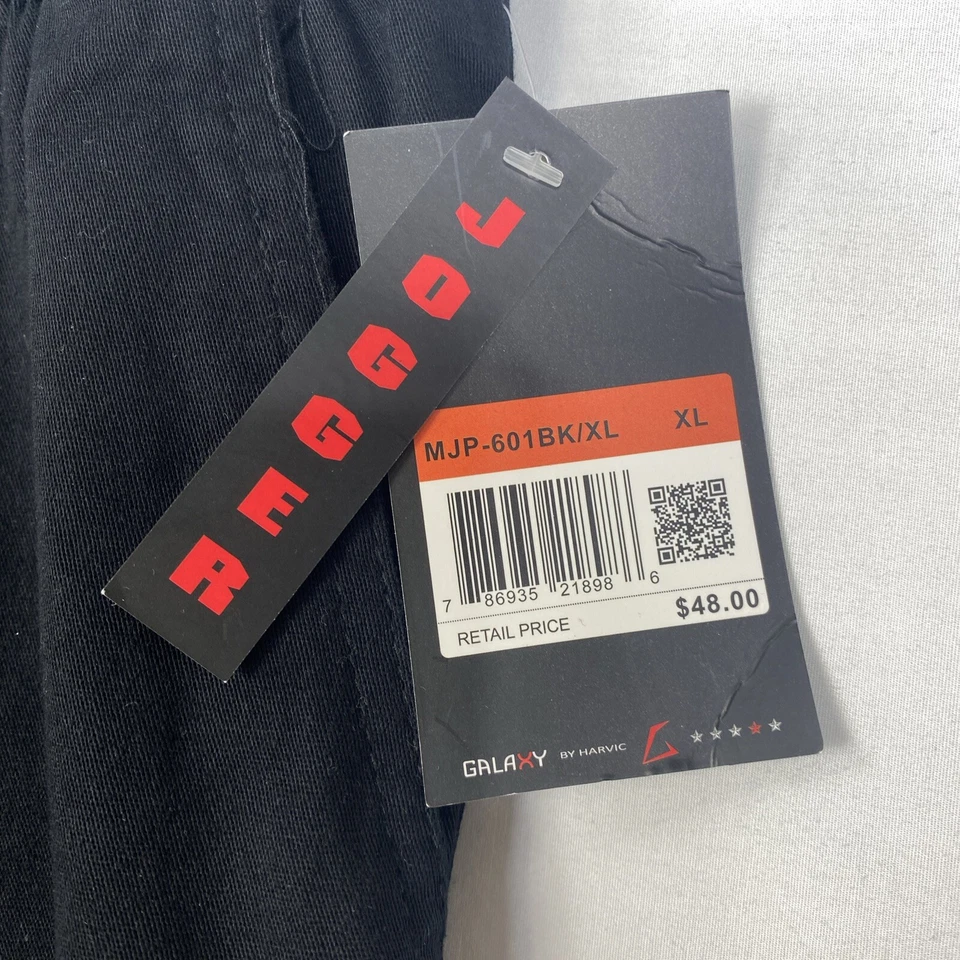 JOGGER
MJP-601BK/XL XL
7 86935 21898 6
RETAIL PRICE $48.00
GALAXY BY HARVIC